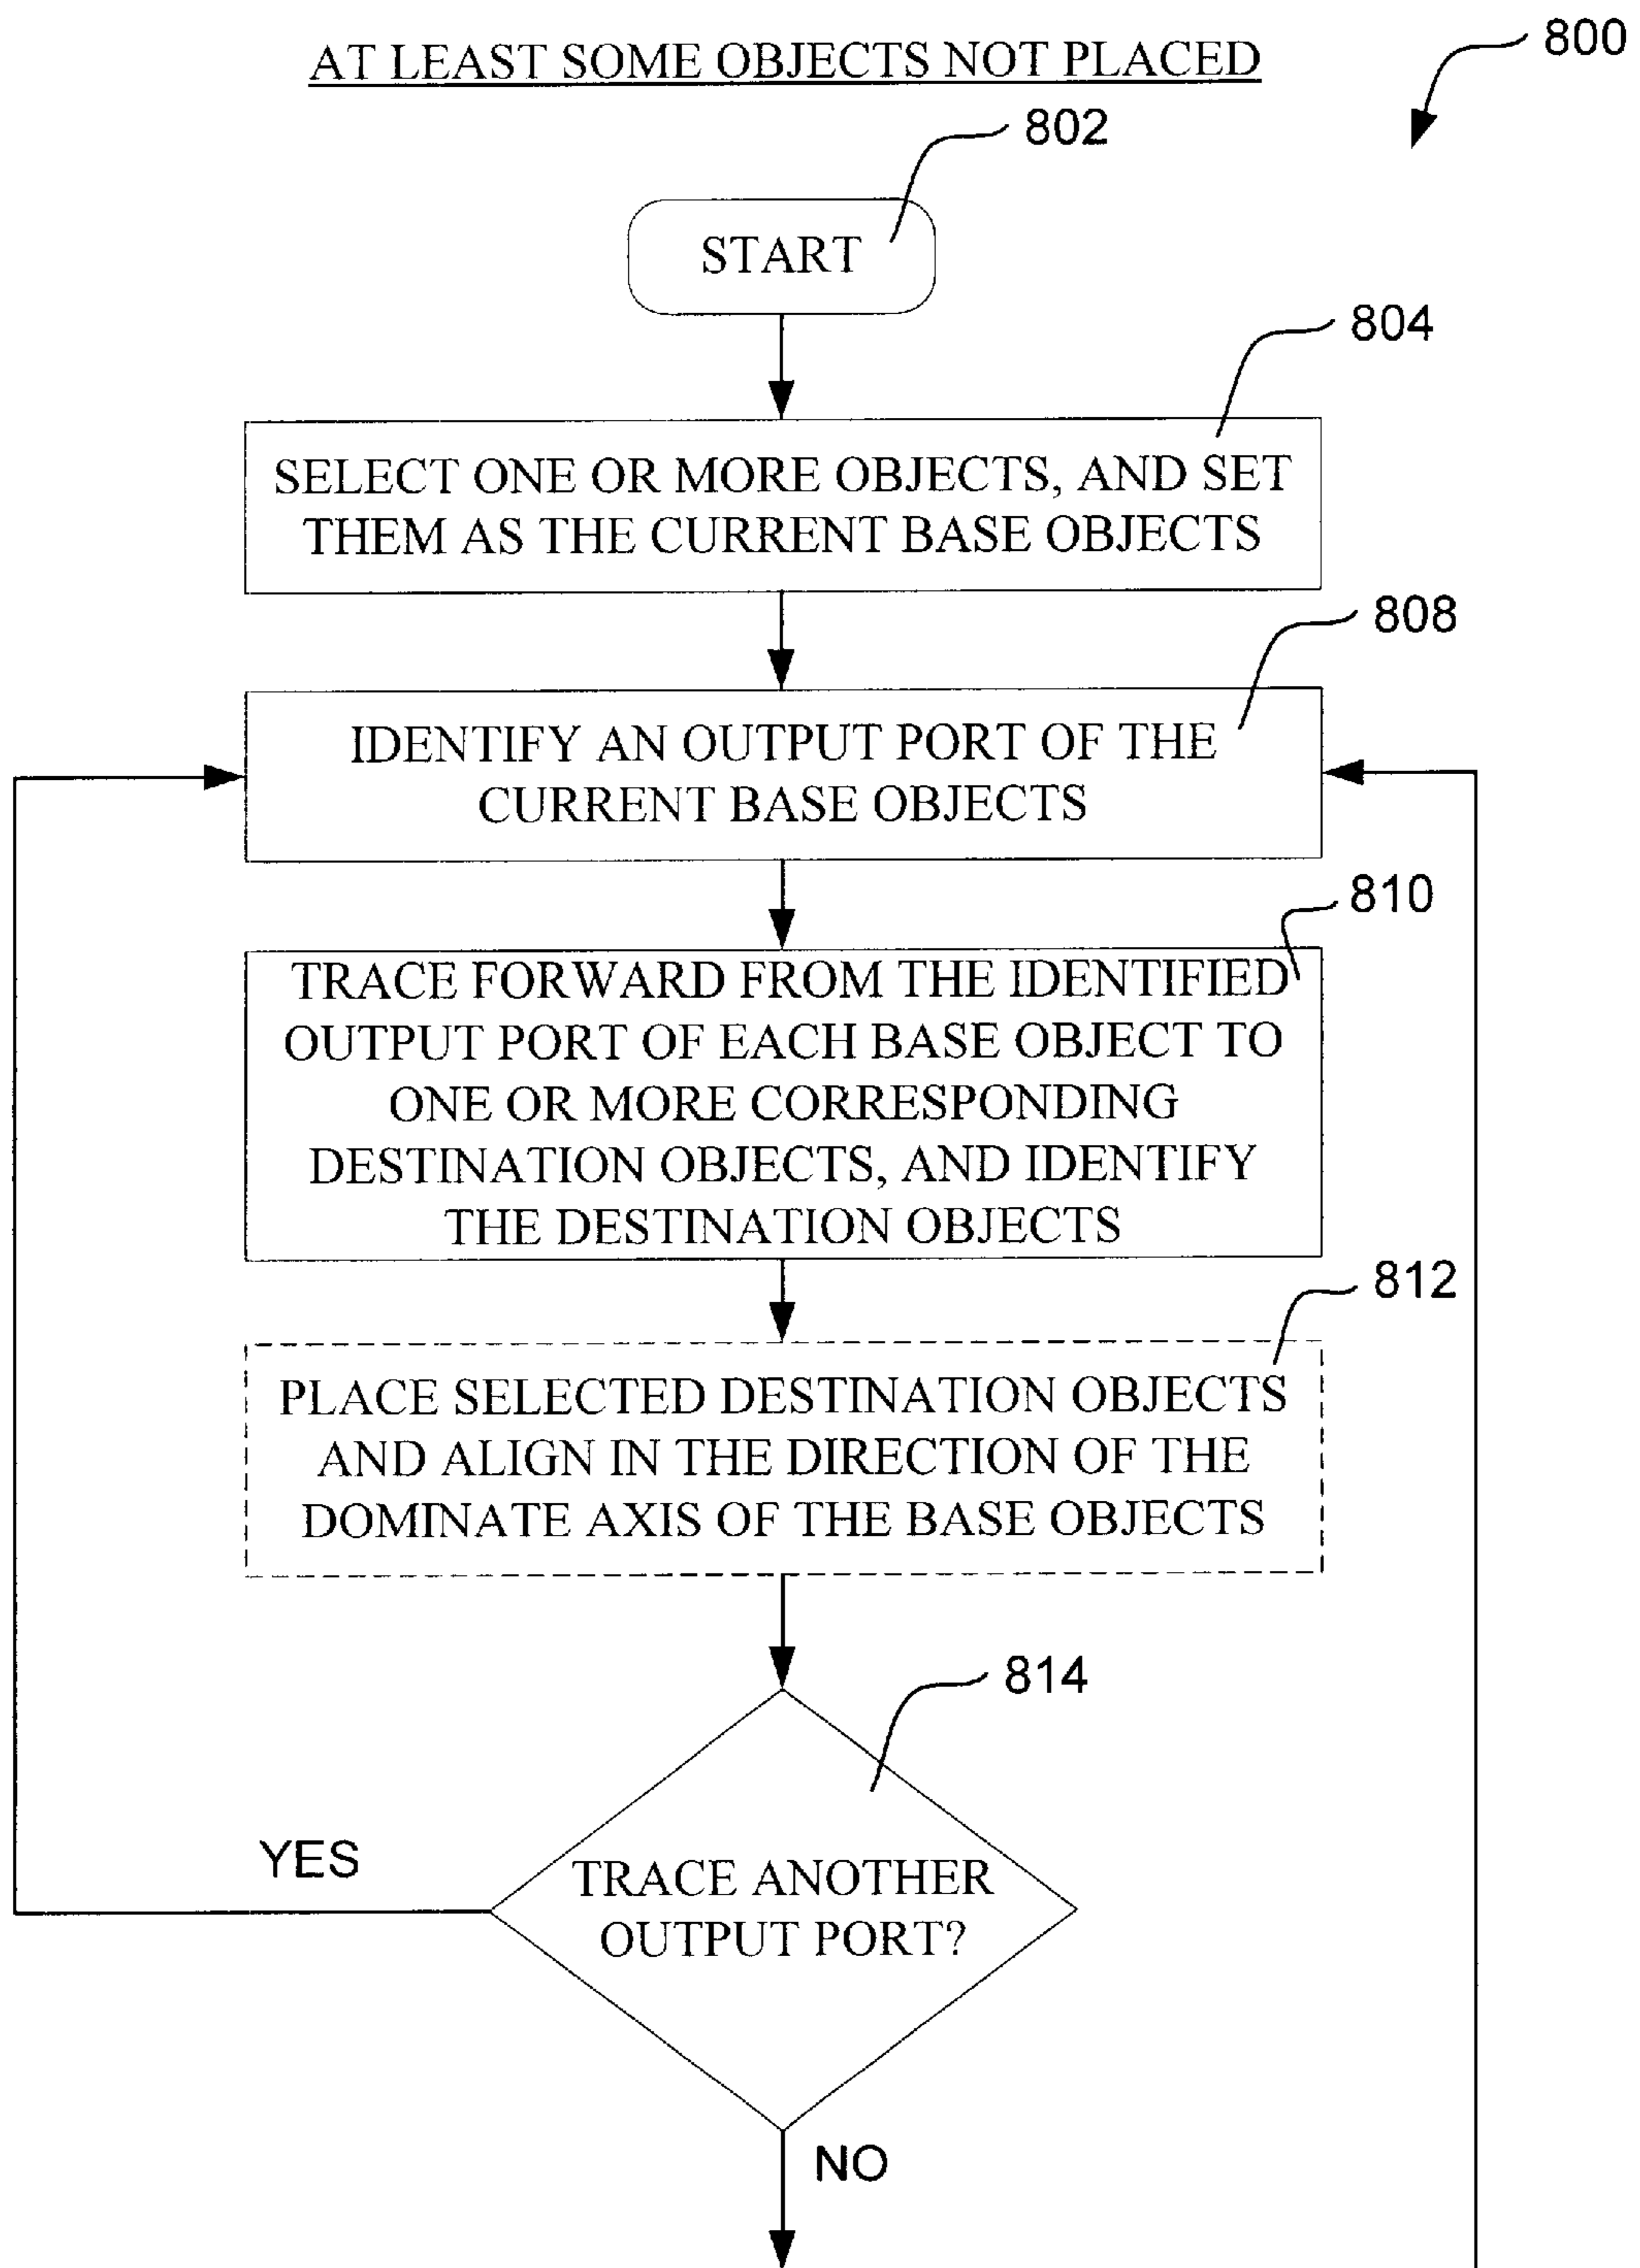 800
AT LEAST SOME OBJECTS NOT PLACED
802
START
804
SELECT ONE OR MORE OBJECTS, AND SET
THEM AS THE CURRENT BASE OBJECTS
808
IDENTIFY AN OUTPUT PORT OF THE
CURRENT BASE OBJECTS
810
TRACE FORWARD FROM THE IDENTIFIED
OUTPUT PORT OF EACH BASE OBJECT TO
ONE OR MORE CORRESPONDING
DESTINATION OBJECTS, AND IDENTIFY
THE DESTINATION OBJECTS
812
PLACE SELECTED DESTINATION OBJECTS
AND ALIGN IN THE DIRECTION OF THE
DOMINATE AXIS OF THE BASE OBJECTS
814
YES
TRACE ANOTHER
OUTPUT PORT?
NO